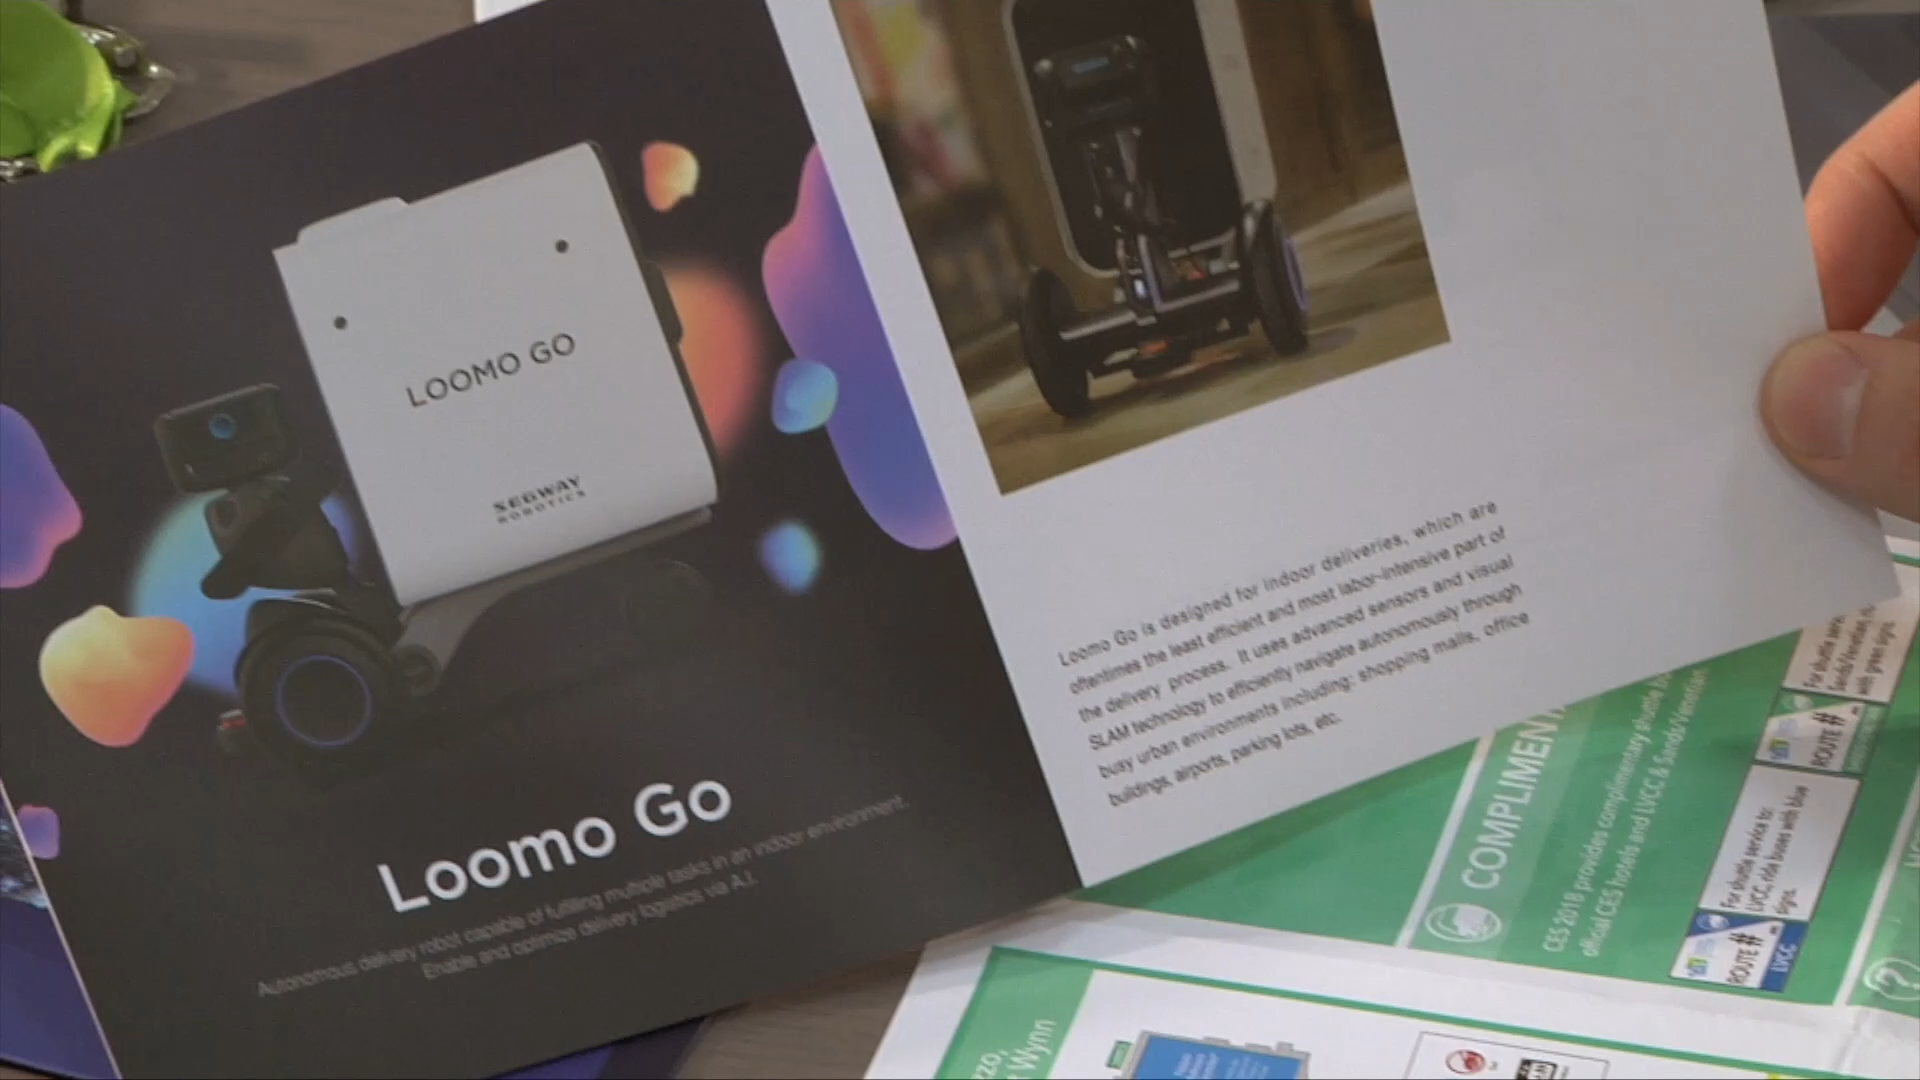 LOOMO GO
SEGWAY
ROBOTICS
Loomo Go
Autonomous delivery robot capable of fulfilling multiple tasks in an indoor environment.
Enable and optimize delivery logistics via A.I.
Loomo Go is designed for indoor deliveries, which are
oftentimes the least efficient and most labor-intensive part of
the delivery process. It uses advanced sensors and visual
SLAM technology to efficiently navigate autonomously through
busy urban environments including: shopping malls, office
buildings, airports, parking lots, etc.
COMPLIMENT
CES 2018 provides complimentary shuttle
official CES hotels and LVCC & Sands/Venetian
For shuttle
Sands/Venetian,
with green signs.
ROUTE #
For shuttle service to:
LVCC, ride buses with blue
signs.
ROUTE #
LVCC
Wynn